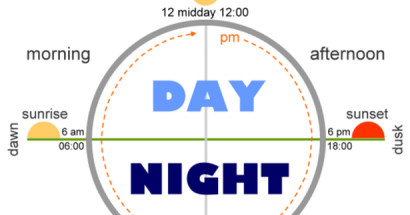 12 midday 12:00
pm
morning
afternoon
DAY
sunrise
sunset
dawn
6 am
06:00
6 pm
18:00
dusk
NIGHT